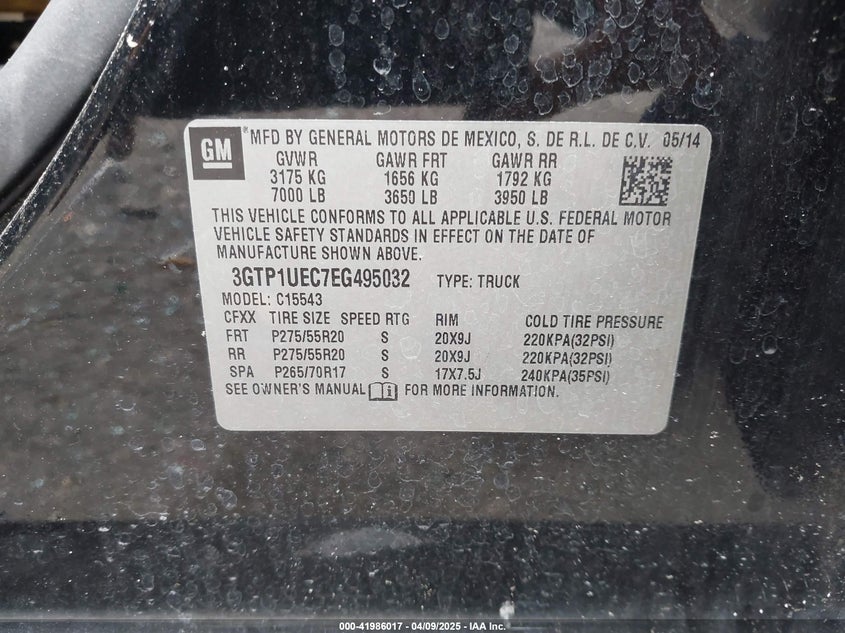 GM ® MFD BY GENERAL MOTORS DE MEXICO, S. DE R.L. DE C.V. 05/14
GVWR GAWR FRT GAWR RR
3175 KG 1656 KG 1792 KG
7000 LB 3650 LB 3950 LB
THIS VEHICLE CONFORMS TO ALL APPLICABLE U.S. FEDERAL MOTOR
VEHICLE SAFETY STANDARDS IN EFFECT ON THE DATE OF
MANUFACTURE SHOWN ABOVE.
3GTP1UEC7EG495032 TYPE: TRUCK
MODEL: C15543
CFXX TIRE SIZE SPEED RTG RIM COLD TIRE PRESSURE
FRT P275/55R20 S 20X9J 220KPA(32PSI)
RR P275/55R20 S 20X9J 220KPA(32PSI)
SPA P265/70R17 S 17X7.5J 240KPA(35PSI)
SEE OWNER'S MANUAL i FOR MORE INFORMATION.
000-41986017 - 04/09/2025 - IAA Inc.